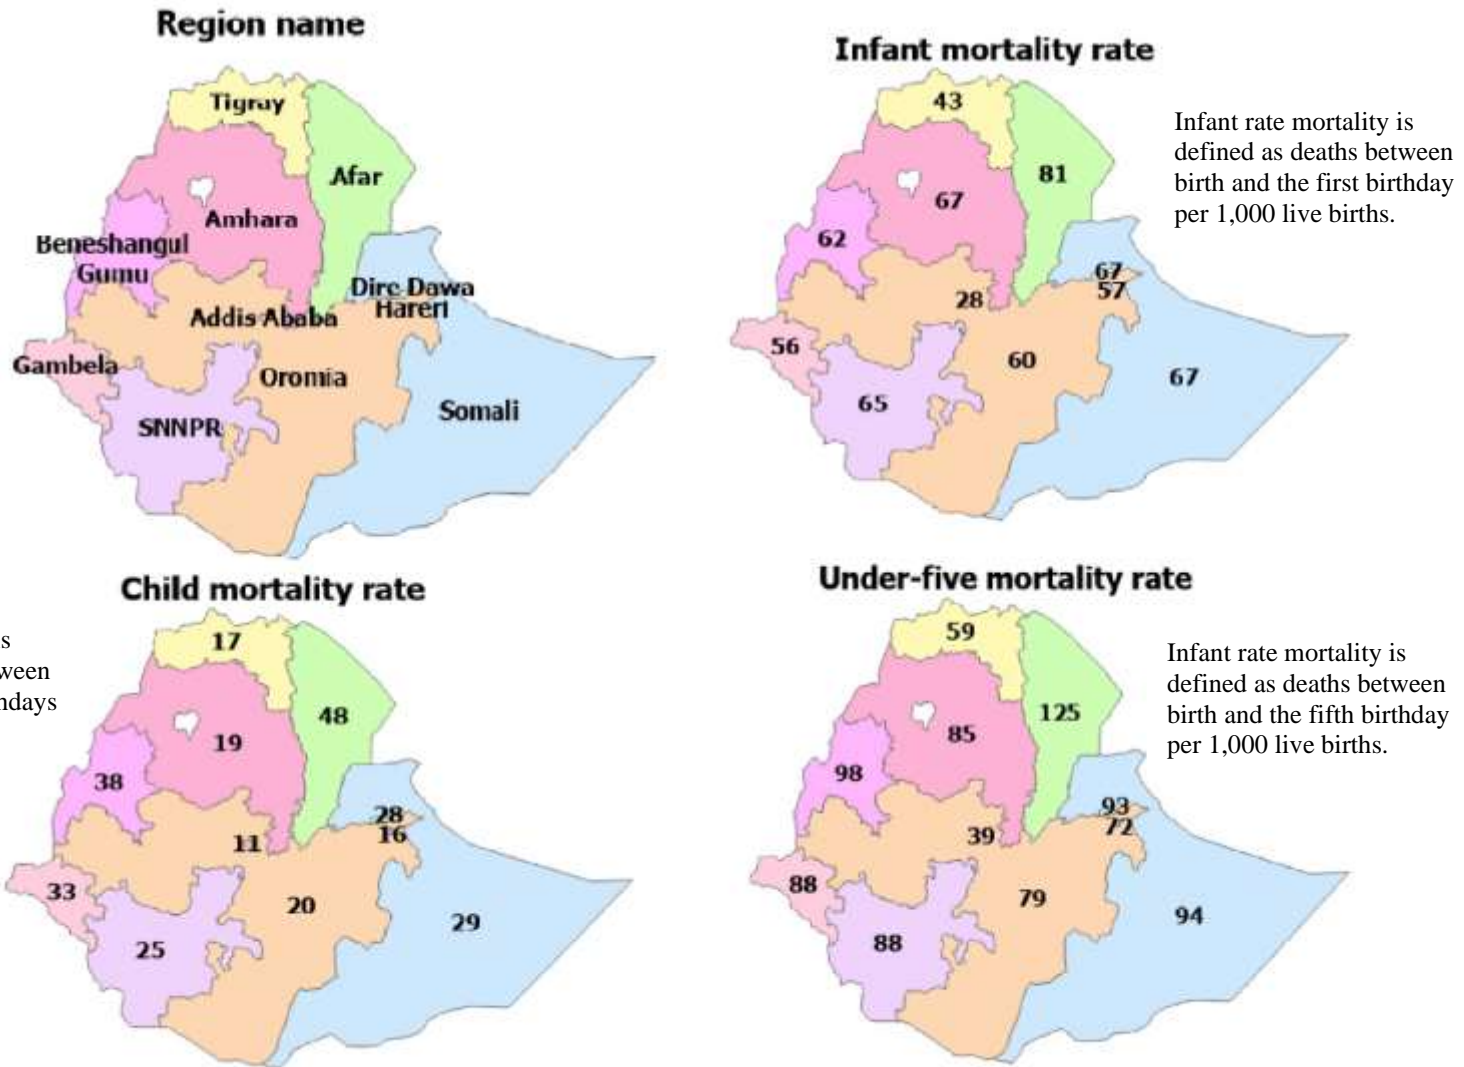 Region name
Tigray
Afar
Amhara
Beneshangul
Gumu
Dire Dawa
Hareri
Addis Ababa
Gambela
Oromia
Somali
SNNPR
Infant mortality rate
43
81
67
62
67
57
28
56
60
67
65
Infant rate mortality is
defined as deaths between
birth and the first birthday
per 1,000 live births.
Child mortality rate
17
48
19
38
28
16
11
33
20
29
25
Under-five mortality rate
59
125
85
98
93
72
39
88
79
94
88
Infant rate mortality is
defined as deaths between
birth and the fifth birthday
per 1,000 live births.